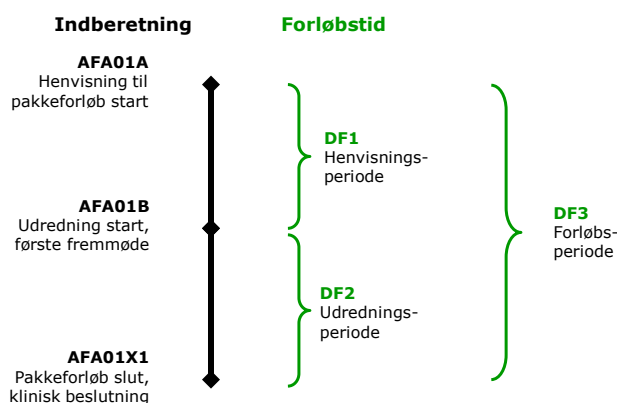 Indberetning
Forløbstid
AFA01A
Henvisning til
pakkeforløb start
DF1
Henvisnings-
periode
AFA01B
Udredning start,
første fremmøde
DF3
Forløbs-
periode
DF2
Udrednings-
periode
AFA01X1
Pakkeforløb slut,
klinisk beslutning